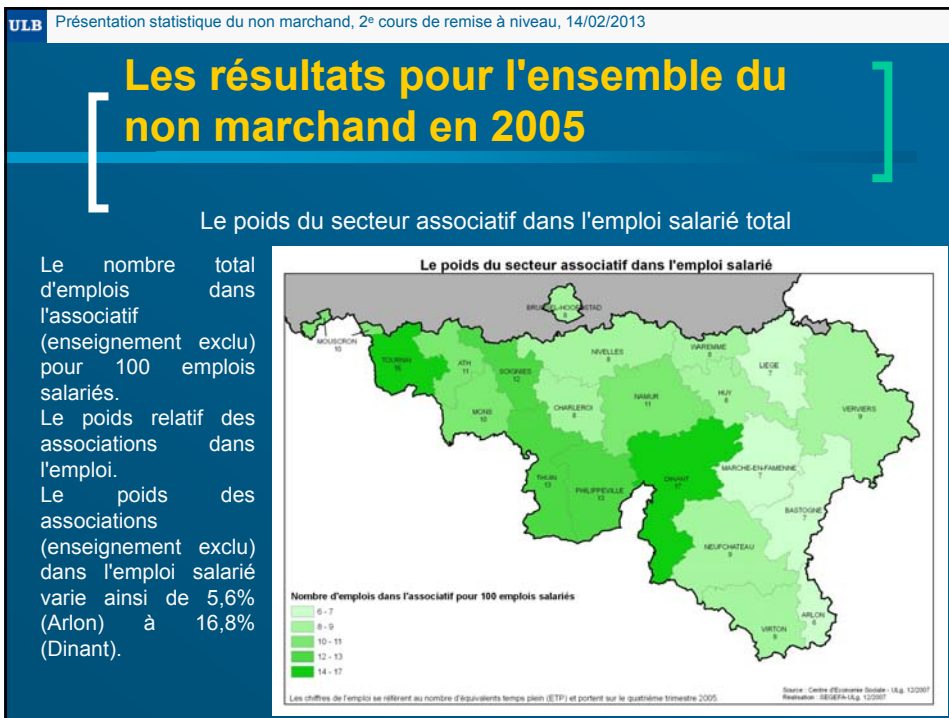 ULB
Présentation statistique du non marchand, 2e cours de remise à niveau, 14/02/2013
Les résultats pour l'ensemble du
non marchand en 2005
Le poids du secteur associatif dans l'emploi salarié total
Le nombre total
d'emplois dans
l'associatif
(enseignement exclu)
pour 100 emplois
salariés.
Le poids relatif des
associations dans
l'emploi.
Le poids des
associations
(enseignement exclu)
dans l'emploi salarié
varie ainsi de 5,6%
(Arlon) à 16,8%
(Dinant).
Le poids du secteur associatif dans l'emploi salarié
8
MOUSCRON
10
TOURNAI
ATH
11
SOIGNIES
12
NIVELLES
8
WAREMME
8
LIEGE
7
MONS
10
CHARLEROI
8
NAMUR
11
HUY
8
VERVIERS
9
THUIN
13
PHILIPPEVILLE
13
DINANT
17
MARCHE-EN-FAMENNE
7
BASTOGNE
7
NEUFCHATEAU
9
ARLON
6
VIRTON
Nombre d'emplois dans l'associatif pour 100 emplois salariés
6 - 7
8 - 9
10 - 11
12 - 13
14 - 17
Les chiffres de l'emploi se réfèrent au nombre d'équivalents temps plein (ETP) et portent sur le quatrième trimestre 2005.
Source : Centre d'Economie Sociale - ULg, 12/2007
Réalisation : SEGEFA-ULg, 12/2007